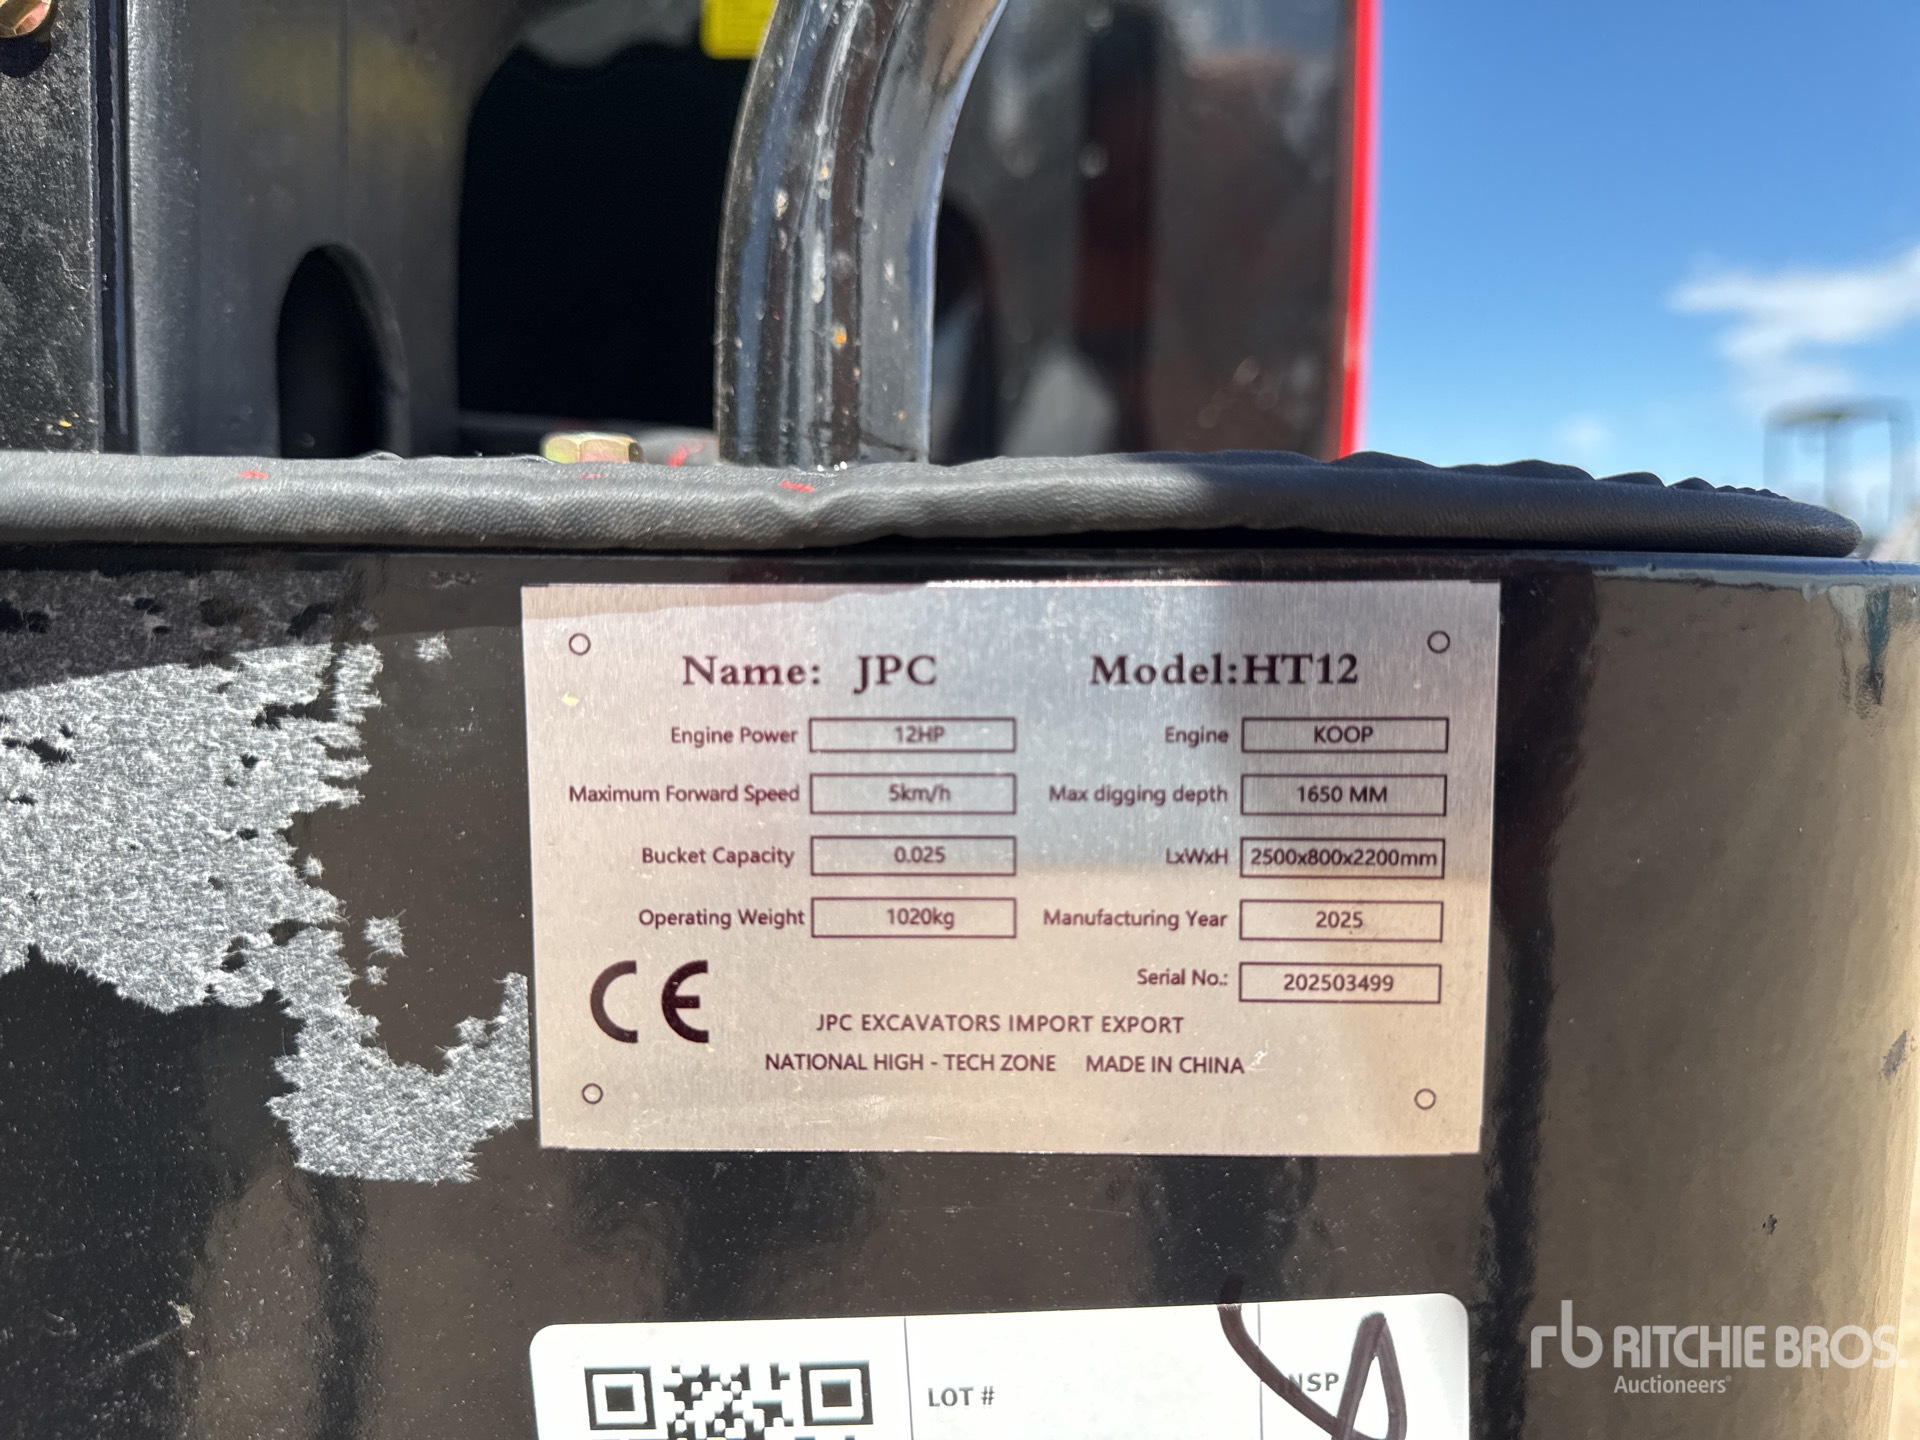 Name: JPC Model:HT12
Engine Power 12HP Engine KOOP
Maximum Forward Speed 5km/h Max digging depth 1650 MM
Bucket Capacity 0.025 LxWxH 2500x800x2200mm
Operating Weight 1020kg Manufacturing Year 2025
Serial No.: 202503499
CE
JPC EXCAVATORS IMPORT EXPORT
NATIONAL HIGH - TECH ZONE MADE IN CHINA
LOT # INSP
rb RITCHIE BROS.
Auctioneers